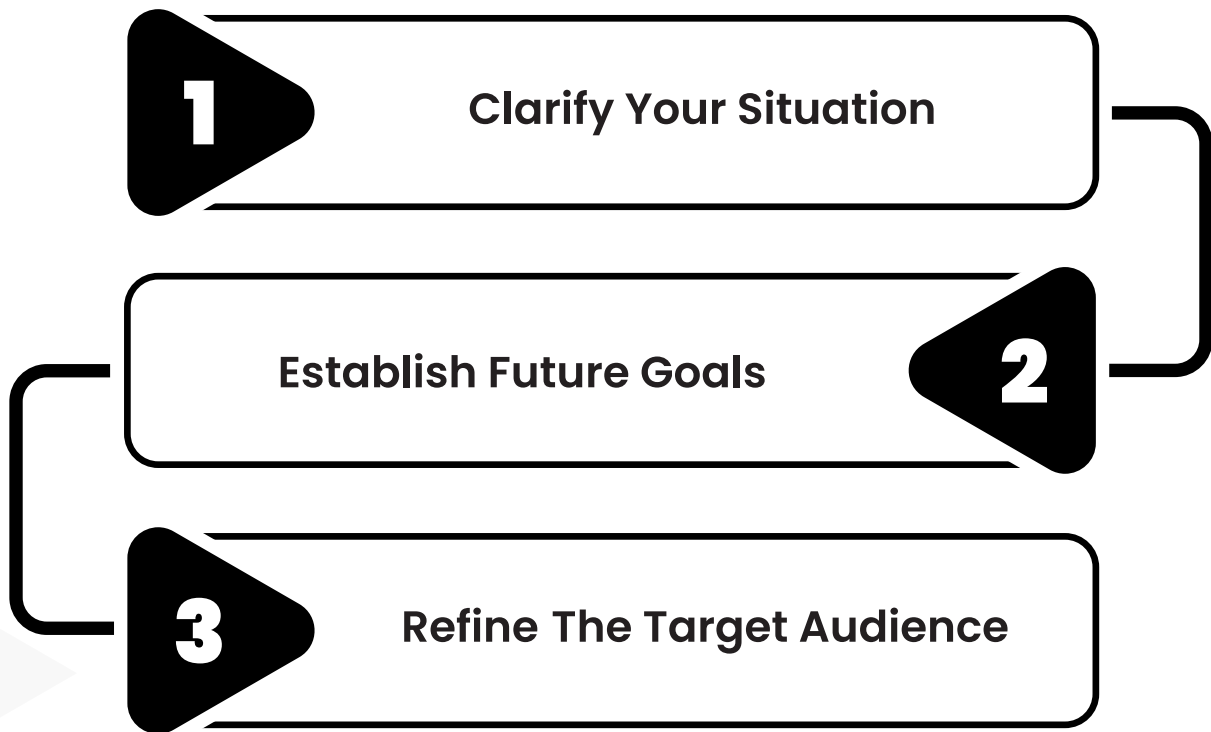 1
Clarify Your Situation
Establish Future Goals
2
3
Refine The Target Audience